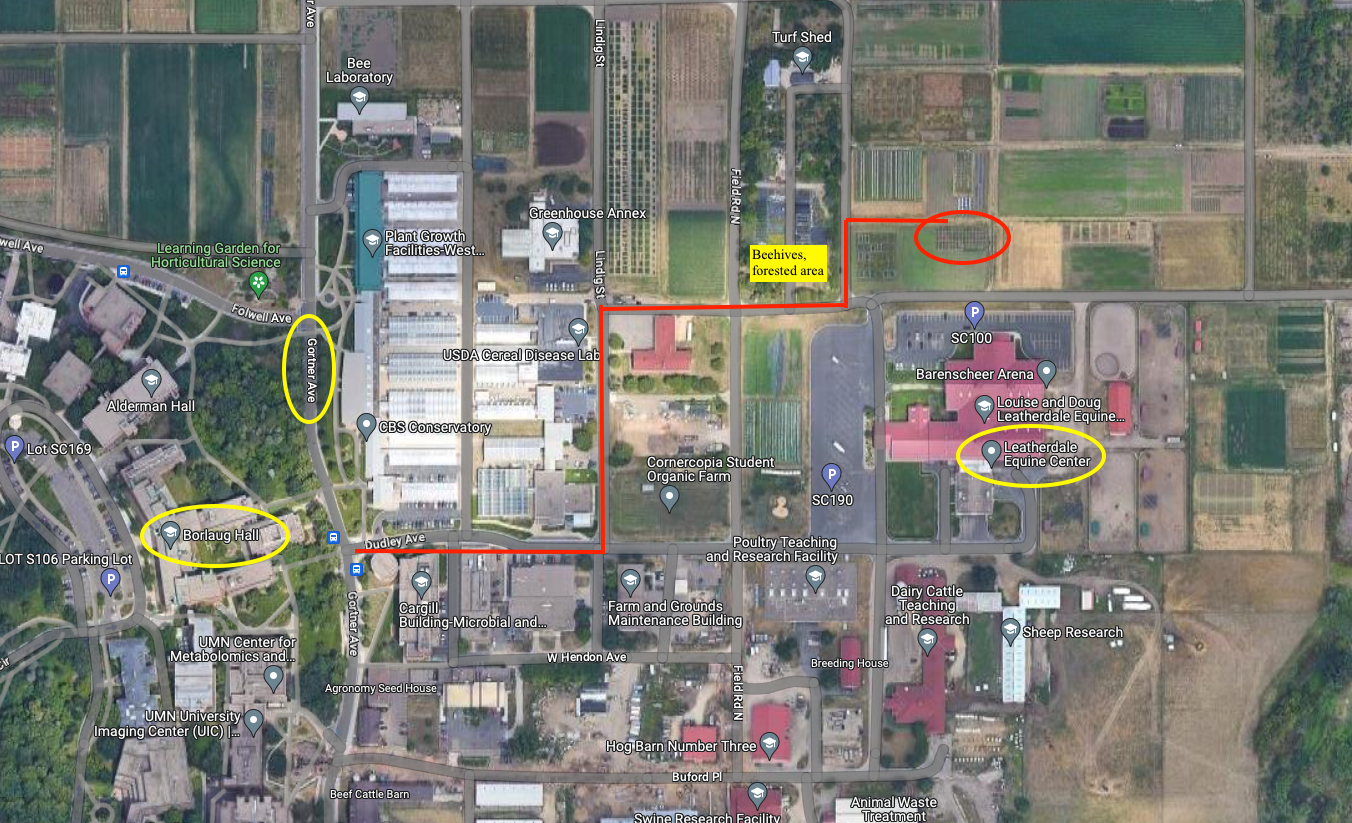 r Ave
Lindig St
Turf Shed
Bee
Laboratory
Field Rd N
Greenhouse Annex
Plant Growth
Facilities-West...
well Ave
Learning Garden for
Horticultural Science
Beehives,
forested area
Lindig St
Folwell Ave
Gortner Ave
SC100
USDA Cereal Disease Lab
Barenscheer Arena
Alderman Hall
Louise and Doug
Leatherdale Equine...
CBS Conservatory
Lot SC169
Leatherdale
Equine Center
Cornercopia Student
Organic Farm
SC190
Borlaug Hall
Dudley Ave
Poultry Teaching
and Research Facility
LOT S106 Parking Lot
Gortner Ave
Cargill
Building-Microbial and...
Farm and Grounds
Maintenance Building
Dairy Cattle
Teaching
and Research
Sheep Research
UMN Center for
Metabolomics and...
W Hendon Ave
Breeding House
Field Rd N
Agronomy Seed House
UMN University
Imaging Center (UIC) |...
Hog Barn Number Three
Buford Pl
Beef Cattle Barn
Swine Research Facility
Animal Waste
Treatment